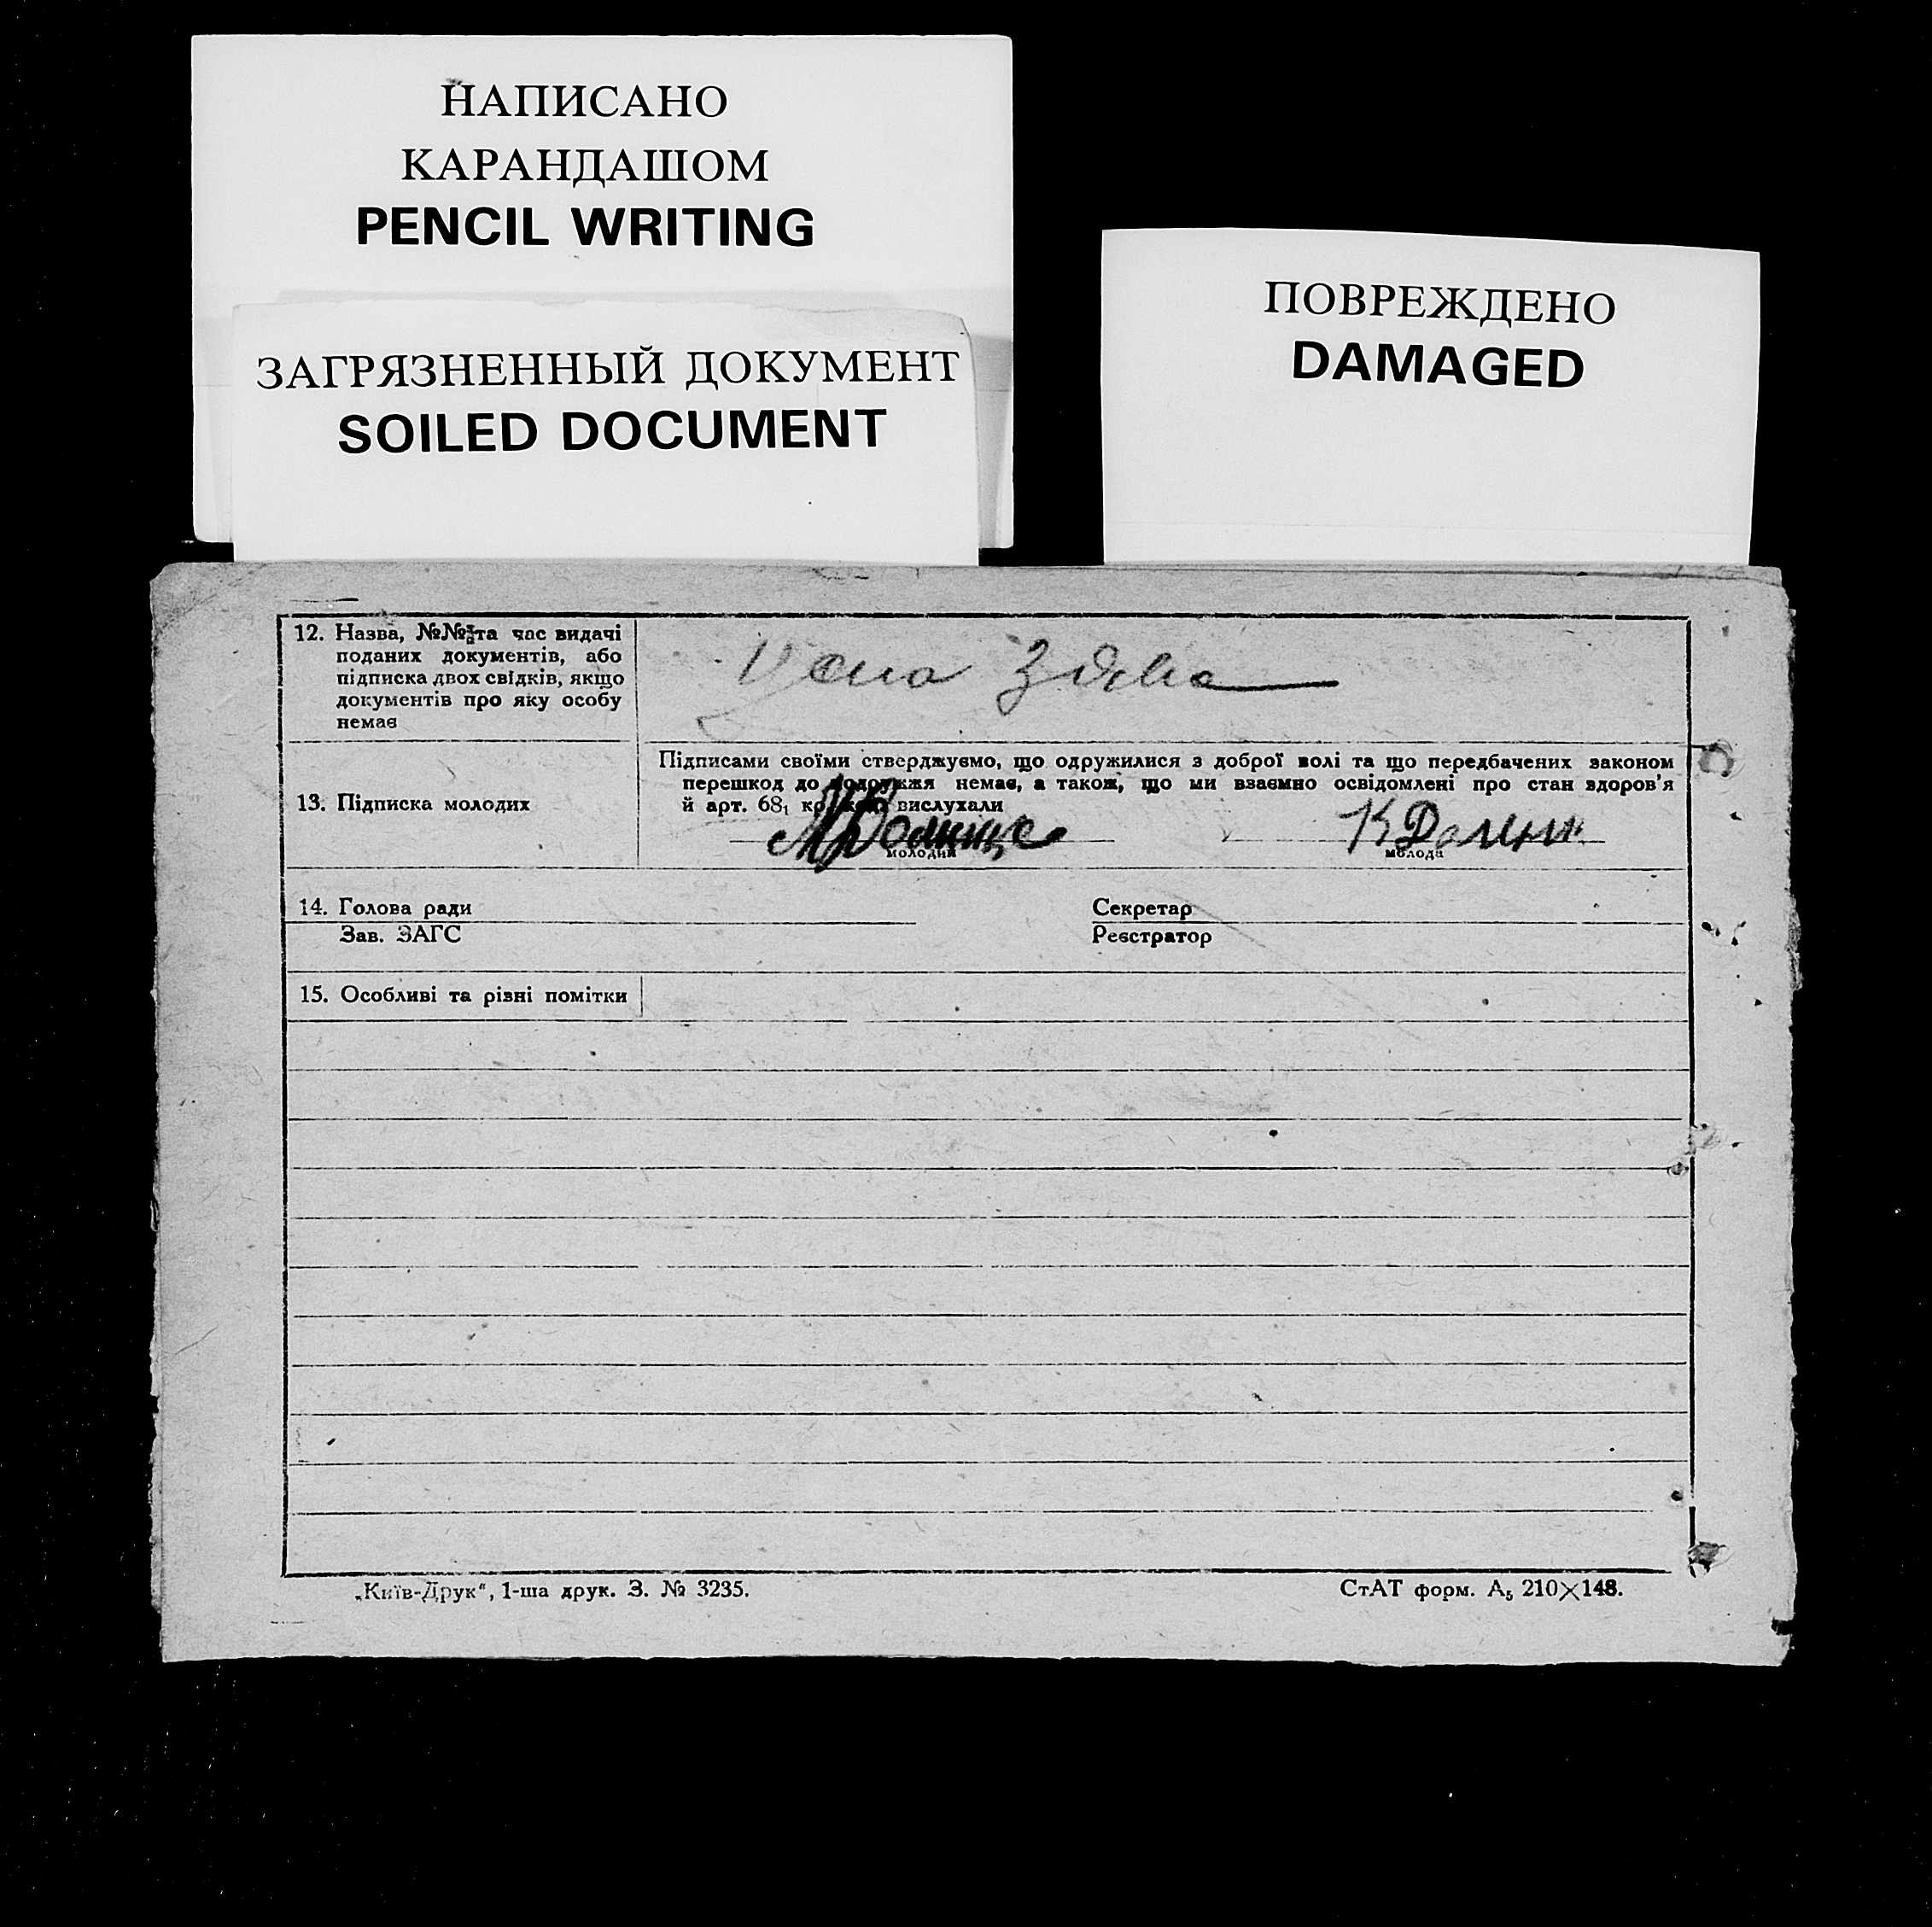 НАПИСАНО
КАРАНДАШОМ
PENCIL WRITING
ЗАГРЯЗНЕННЫЙ ДОКУМЕНТ
SOILED DOCUMENT
ПОВРЕЖДЕНО
DAMAGED
12. Назва, №№ та час видачі
поданих документів, або
підписка двох свідків, якщо
документів про яку особу
немає
13. Підписка молодих
Підписами своїми стверджуємо, що одружилися з доброї волі та що передбачених законом
перешкод до подружжя немає, а також, що ми взаємно освідомлені про стан здоров'я
й арт. 68₁ вислухали
молодий
молода
14. Голова ради
Зав. ЗАГС
Секретар
Реєстратор
15. Особливі та різні помітки
„Київ-Друк“, 1-ша друк. З. № 3235.
СтАТ форм. А₅ 210×148.